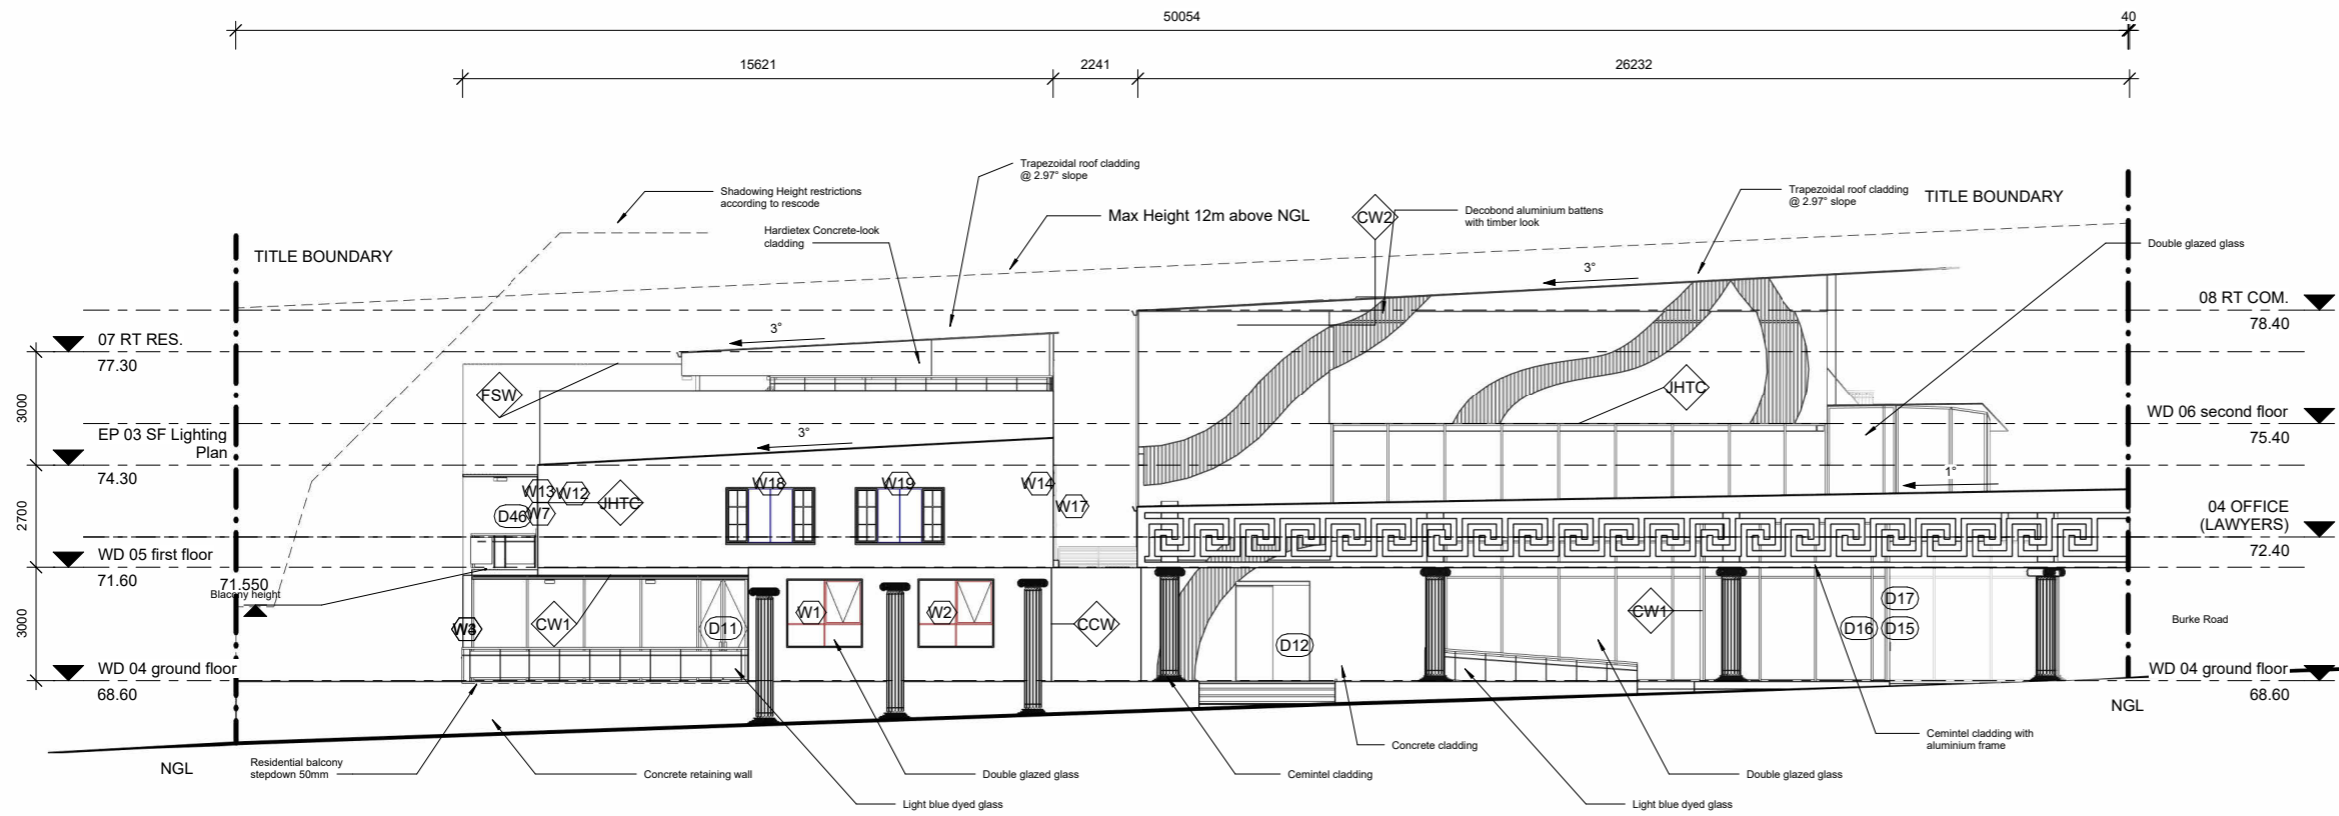 50054
40
15621
2241
26232
Trapezoidal roof cladding
@ 2.97° slope
Shadowing Height restrictions
according to rescode
Max Height 12m above NGL
Hardietex Concrete-look
cladding
CW2
Decobond aluminium battens
with timber look
Trapezoidal roof cladding
@ 2.97° slope
TITLE BOUNDARY
TITLE BOUNDARY
Double glazed glass
3°
3°
3°
1°
07 RT RES.
77.30
08 RT COM.
78.40
3000
FSW
JHTC
EP 03 SF Lighting
Plan
74.30
WD 06 second floor
75.40
2700
W13
W12
W7
D46
JHTC
W18
W19
W14
W17
04 OFFICE
(LAWYERS)
72.40
WD 05 first floor
71.60
71.550
Blacony height
3000
CW1
D11
W1
W2
CCW
D12
CW1
D17
D16
D15
Burke Road
WD 04 ground floor
68.60
WD 04 ground floor
68.60
NGL
NGL
Residential balcony
stepdown 50mm
Concrete retaining wall
Double glazed glass
Light blue dyed glass
Cemintel cladding
Concrete cladding
Light blue dyed glass
Double glazed glass
Cemintel cladding with
aluminium frame